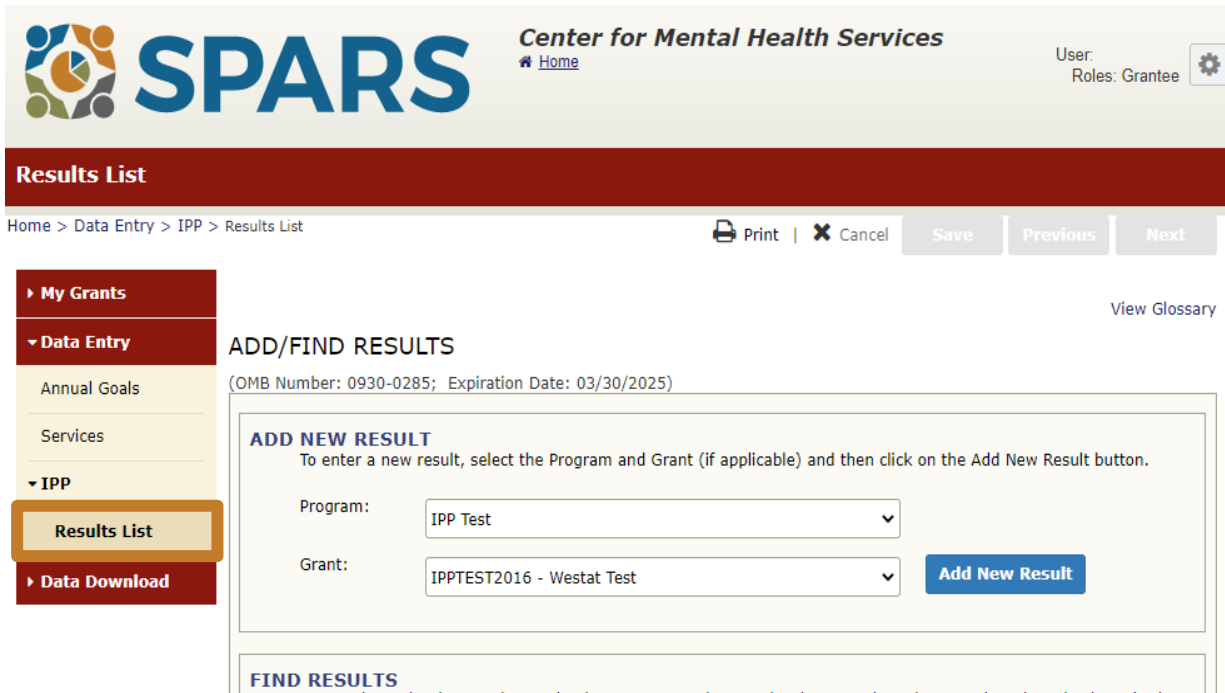 SPARS
Center for Mental Health Services
Home
User:
Roles: Grantee
Results List
Home > Data Entry > IPP > Results List
Print | Cancel Save Previous Next
My Grants
View Glossary
Data Entry
ADD/FIND RESULTS
Annual Goals
(OMB Number: 0930-0285; Expiration Date: 03/30/2025)
Services
IPP
Results List
Data Download
ADD NEW RESULT
To enter a new result, select the Program and Grant (if applicable) and then click on the Add New Result button.
Program:
IPP Test
Grant:
IPPTEST2016 - Westat Test
Add New Result
FIND RESULTS